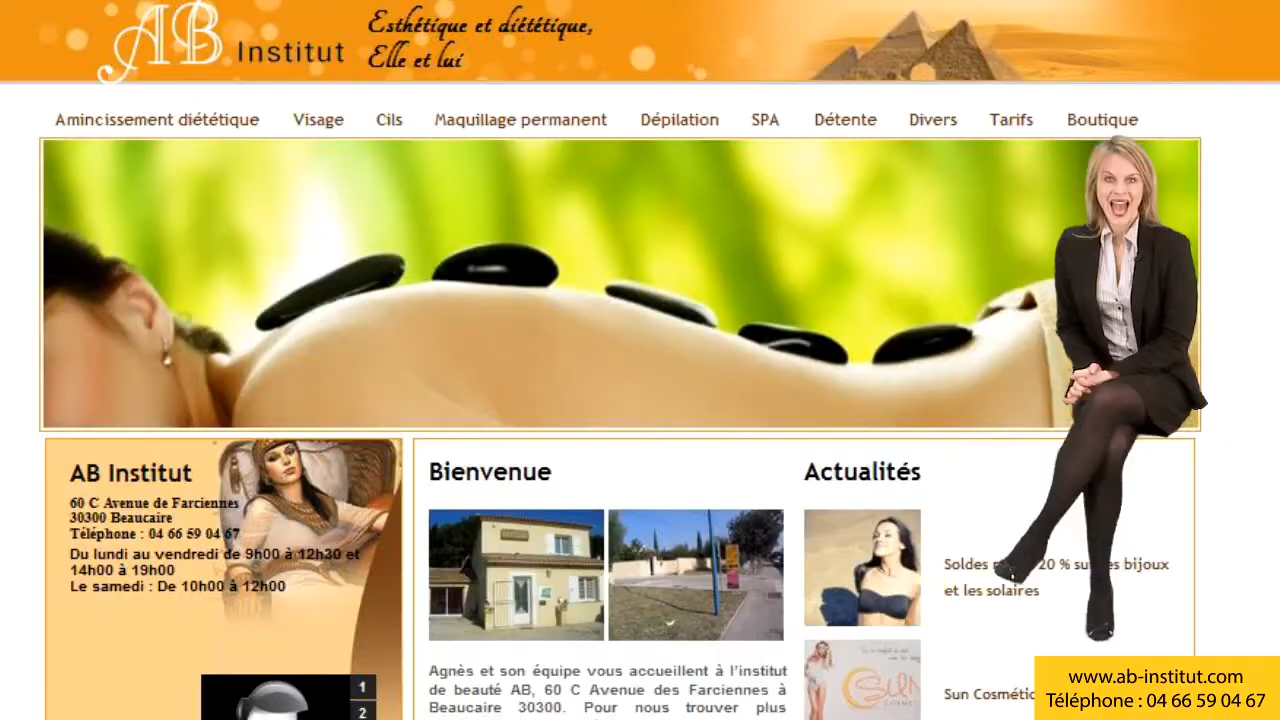 AB Institut
Esthétique et diététique,
Elle et lui
Amincissement diététique Visage Cils Maquillage permanent Dépilation SPA Détente Divers Tarifs Boutique
AB Institut
60 C Avenue de Farciennes
30300 Beaucaire
Téléphone : 04 66 59 04 67
Du lundi au vendredi de 9h00 à 12h30 et
14h00 à 19h00
Le samedi : De 10h00 à 12h00
1
2
Bienvenue
Agnès et son équipe vous accueillent à l'institut
de beauté AB, 60 C Avenue des Farciennes à
Beaucaire 30300. Pour nous trouver plus
Actualités
Soldes 20 % bijoux
et les solaires
SUN
Sun
www.ab-institut.com
Téléphone : 04 66 59 04 67